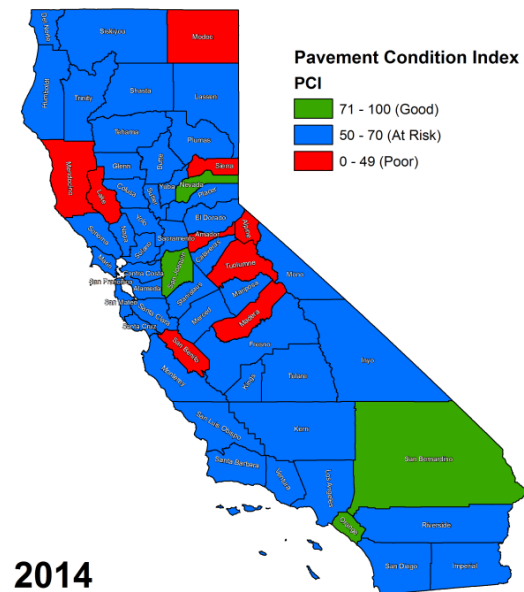 Pavement Condition Index
PCI
71 - 100 (Good)
50 - 70 (At Risk)
0 - 49 (Poor)
Del Norte
Siskiyou
Modoc
Humboldt
Trinity
Shasta
Lassen
Tehama
Plumas
Mendocino
Glenn
Butte
Sierra
Lake
Colusa
Sutter
Yuba
Nevada
Placer
Sonoma
Napa
Yolo
El Dorado
Solano
Sacramento
Amador
Alpine
Marin
Calaveras
San Joaquin
Tuolumne
Mono
Contra Costa
San Francisco
Alameda
Stanislaus
Mariposa
San Mateo
Santa Clara
Merced
Madera
Santa Cruz
San Benito
Fresno
Inyo
Monterey
Kings
Tulare
San Luis Obispo
Kern
San Bernardino
Santa Barbara
Ventura
Los Angeles
Orange
Riverside
San Diego
Imperial
2014